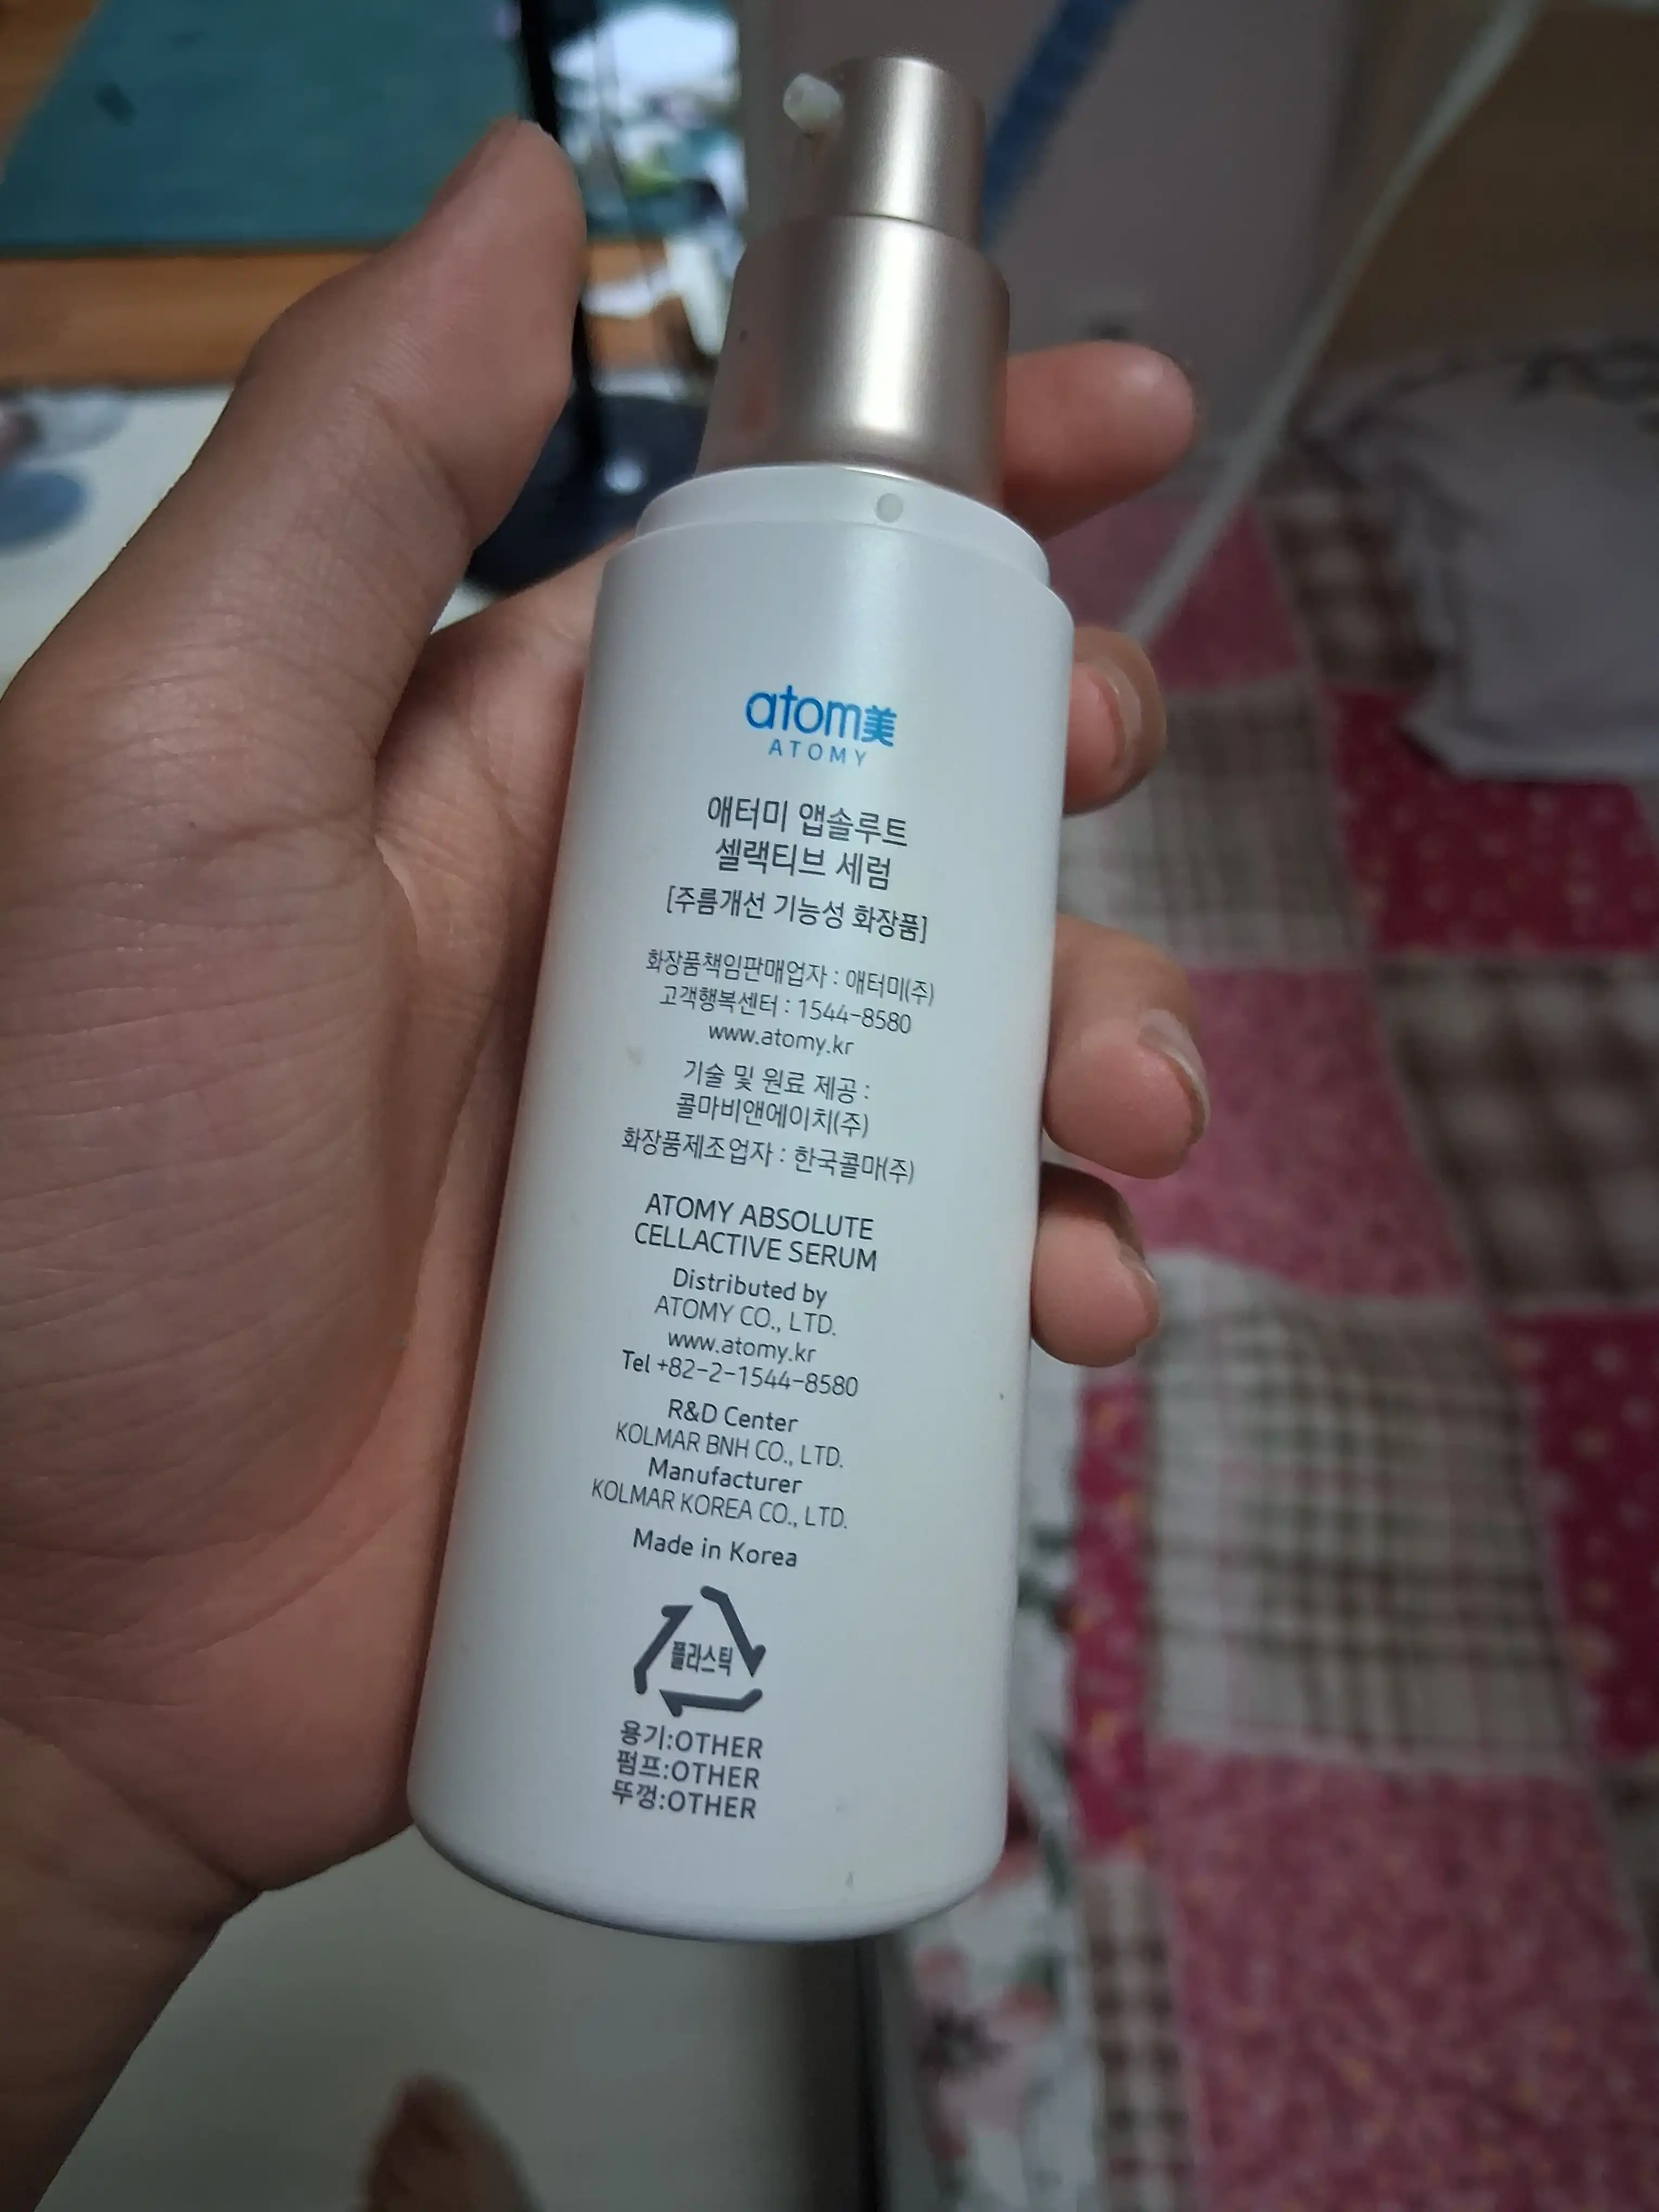 atom美
ATOMY
애터미 앱솔루트
셀랙티브 세럼
[주름개선 기능성 화장품]
화장품책임판매업자 : 애터미(주)
고객행복센터 : 1544-8580
www.atomy.kr
기술 및 원료 제공 :
콜마비앤에이치(주)
화장품제조업자 : 한국콜마(주)
ATOMY ABSOLUTE
CELLACTIVE SERUM
Distributed by
ATOMY CO., LTD.
www.atomy.kr
Tel +82-2-1544-8580
R&D Center
KOLMAR BNH CO., LTD.
Manufacturer
KOLMAR KOREA CO., LTD.
Made in Korea
플라스틱
용기:OTHER
펌프:OTHER
뚜껑:OTHER